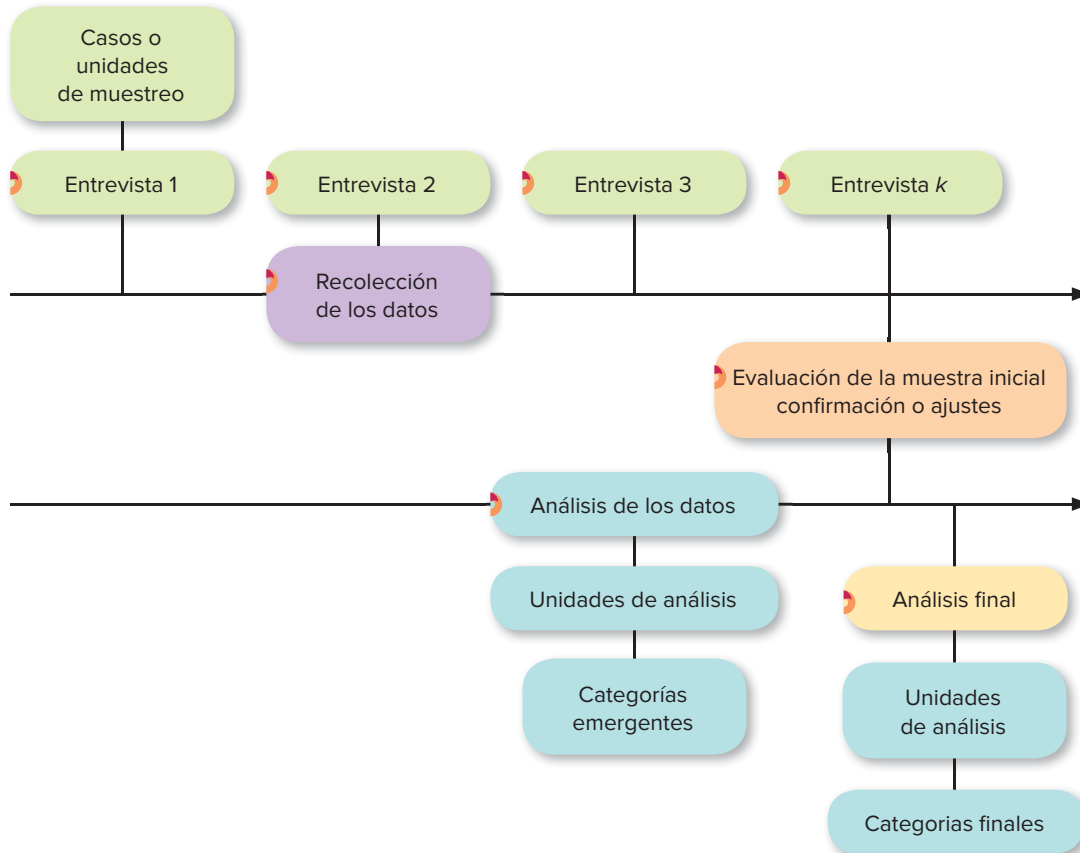 Casos o
unidades
de muestreo
Entrevista 1
Entrevista 2
Entrevista 3
Entrevista k
Recolección
de los datos
Evaluación de la muestra inicial
confirmación o ajustes
Análisis de los datos
Unidades de análisis
Categorías
emergentes
Análisis final
Unidades
de análisis
Categorias finales